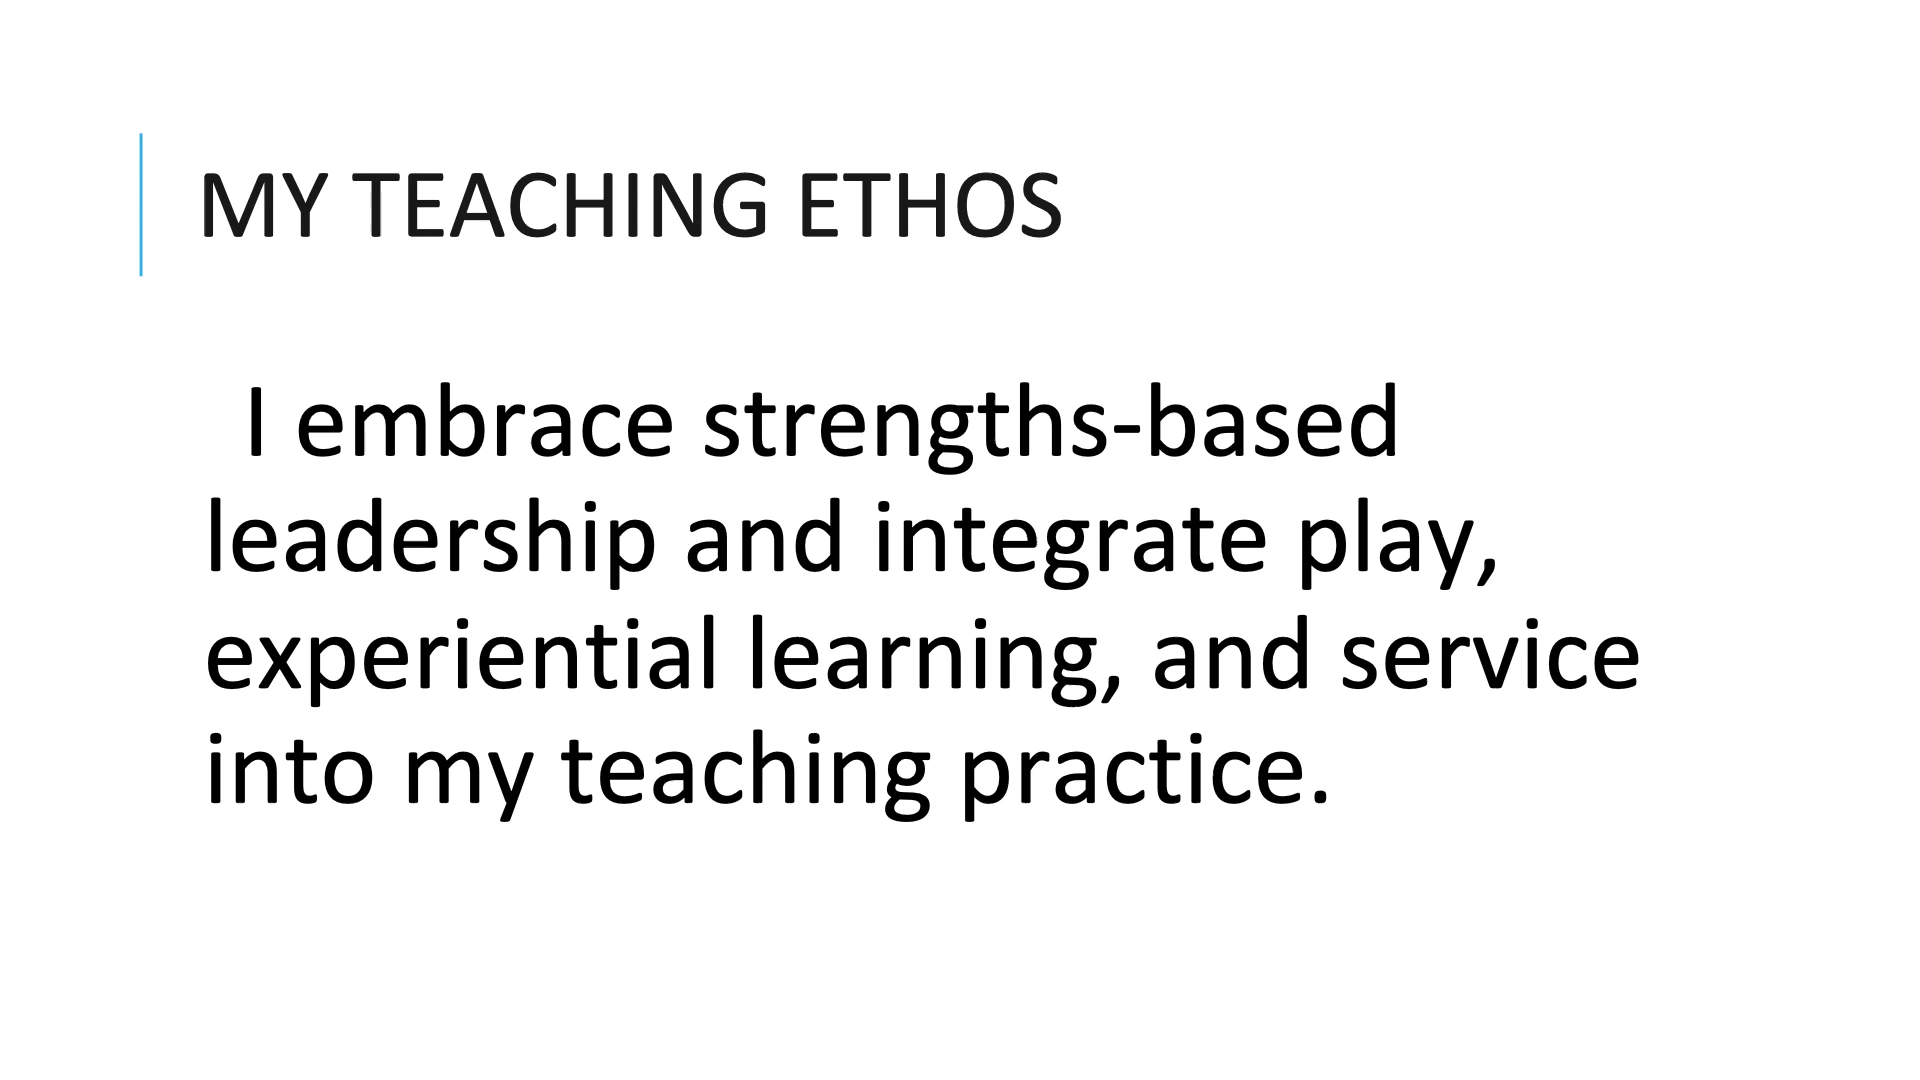 MY TEACHING ETHOS
I embrace strengths-based
leadership and integrate play,
experiential learning, and service
into my teaching practice.